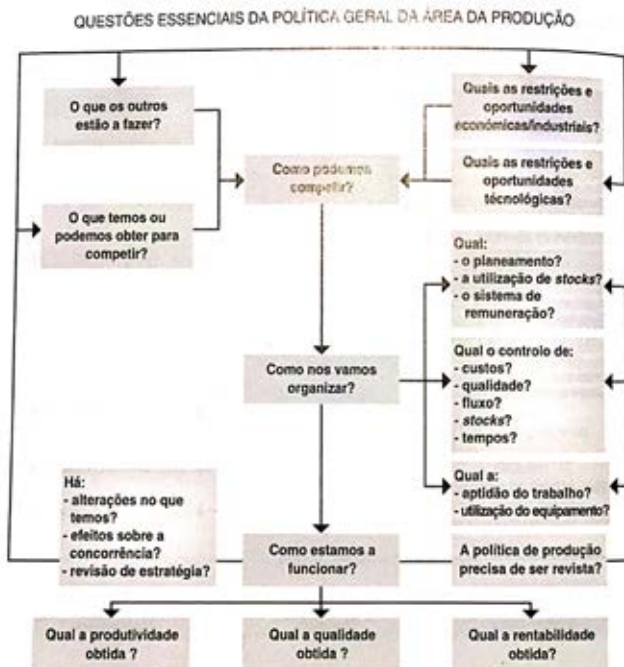 QUESTÕES ESSENCIAIS DA POLÍTICA GERAL DA ÁREA DA PRODUÇÃO
O que os outros
estão a fazer?
Quais as restrições e
oportunidades
económicas/industriais?
Como podemos
competir?
Quais as restrições e
oportunidades
técnológicas?
O que temos ou
podemos obter para
competir?
Qual:
- o planeamento?
- a utilização de stocks?
- o sistema de
remuneração?
Como nos vamos
organizar?
Qual o controlo de:
- custos?
- qualidade?
- fluxo?
- stocks?
- tempos?
Qual a:
- aptidão do trabalho?
- utilização do equipamento?
Há:
- alterações no que
temos?
- efeitos sobre a
concorrência?
- revisão de estratégia?
Como estamos a
funcionar?
A política de produção
precisa de ser revista?
Qual a produtividade
obtida ?
Qual a qualidade
obtida ?
Qual a rentabilidade
obtida?